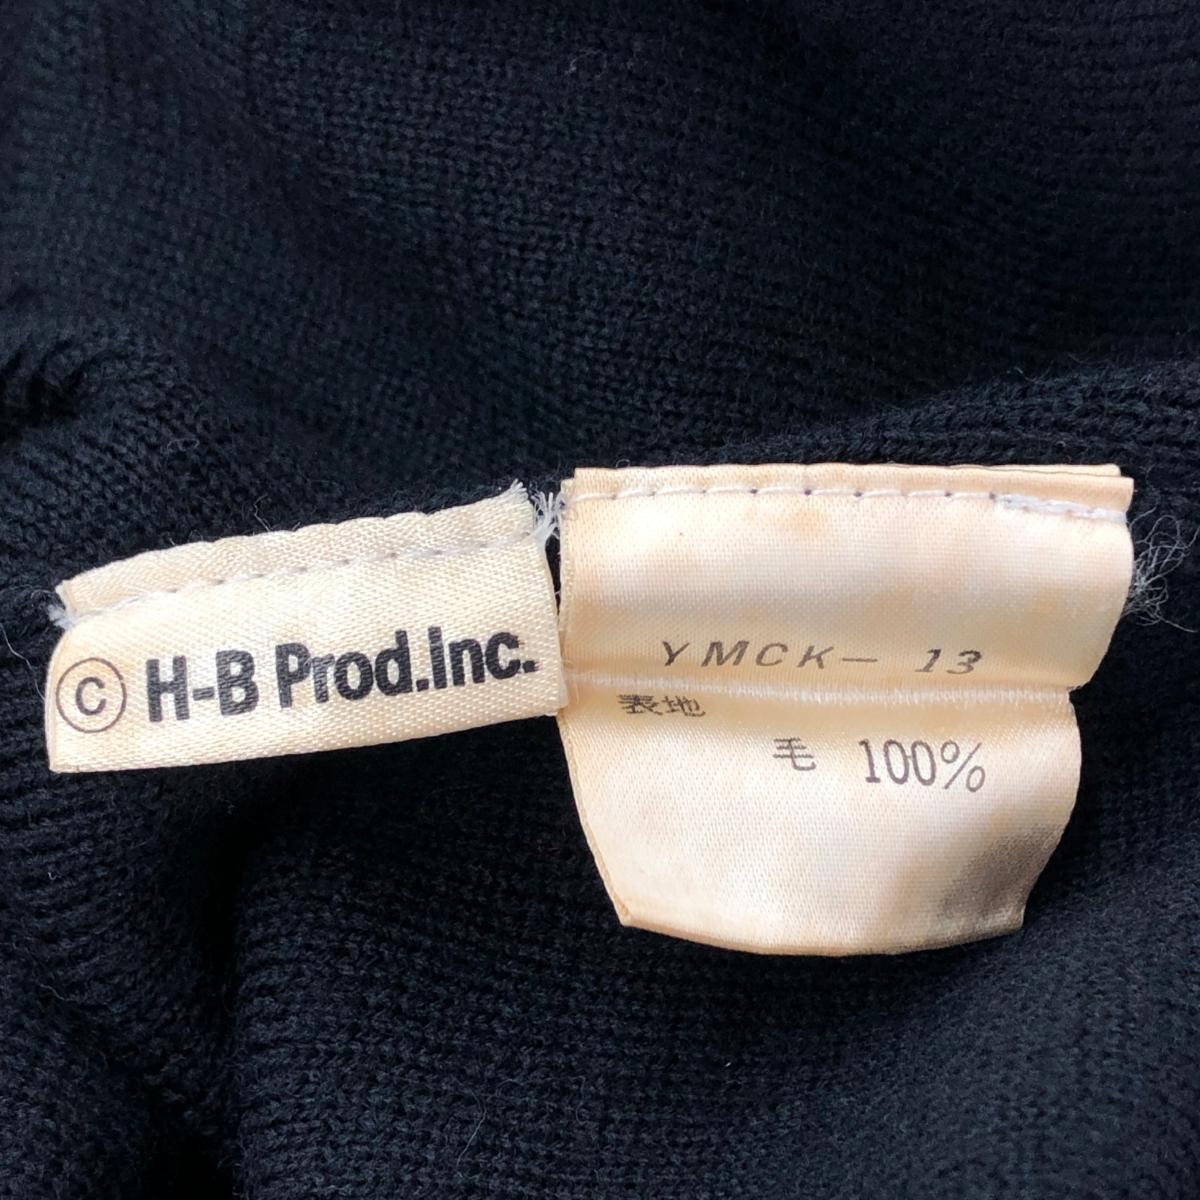 © H-B Prod.Inc.
YMCK- 13
表地
毛 100%